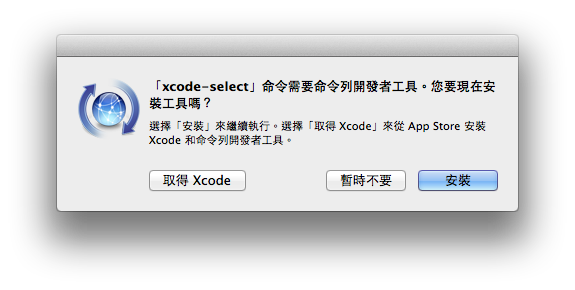 「xcode-select」命令需要命令列開發者工具。您要現在安
裝工具嗎？
選擇「安裝」來繼續執行。選擇「取得 Xcode」來從 App Store 安裝
Xcode 和命令列開發者工具。
取得 Xcode 暫時不要 安裝